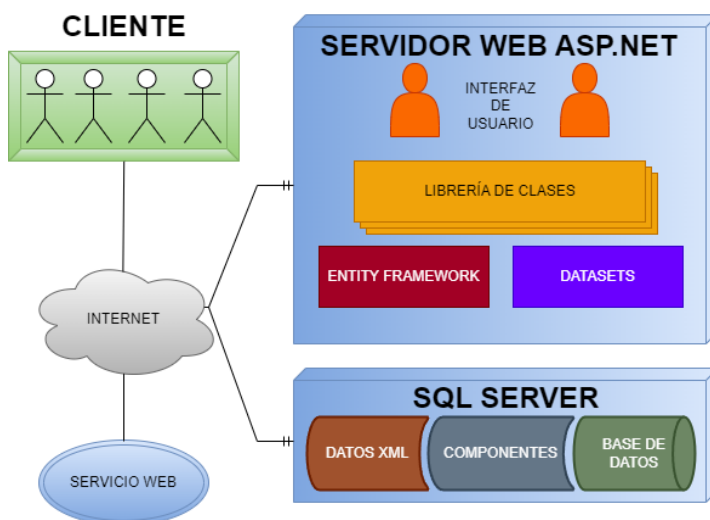 CLIENTE
SERVIDOR WEB ASP.NET
INTERFAZ
DE
USUARIO
LIBRERÍA DE CLASES
ENTITY FRAMEWORK
DATASETS
INTERNET
SQL SERVER
DATOS XML
COMPONENTES
BASE DE
DATOS
SERVICIO WEB